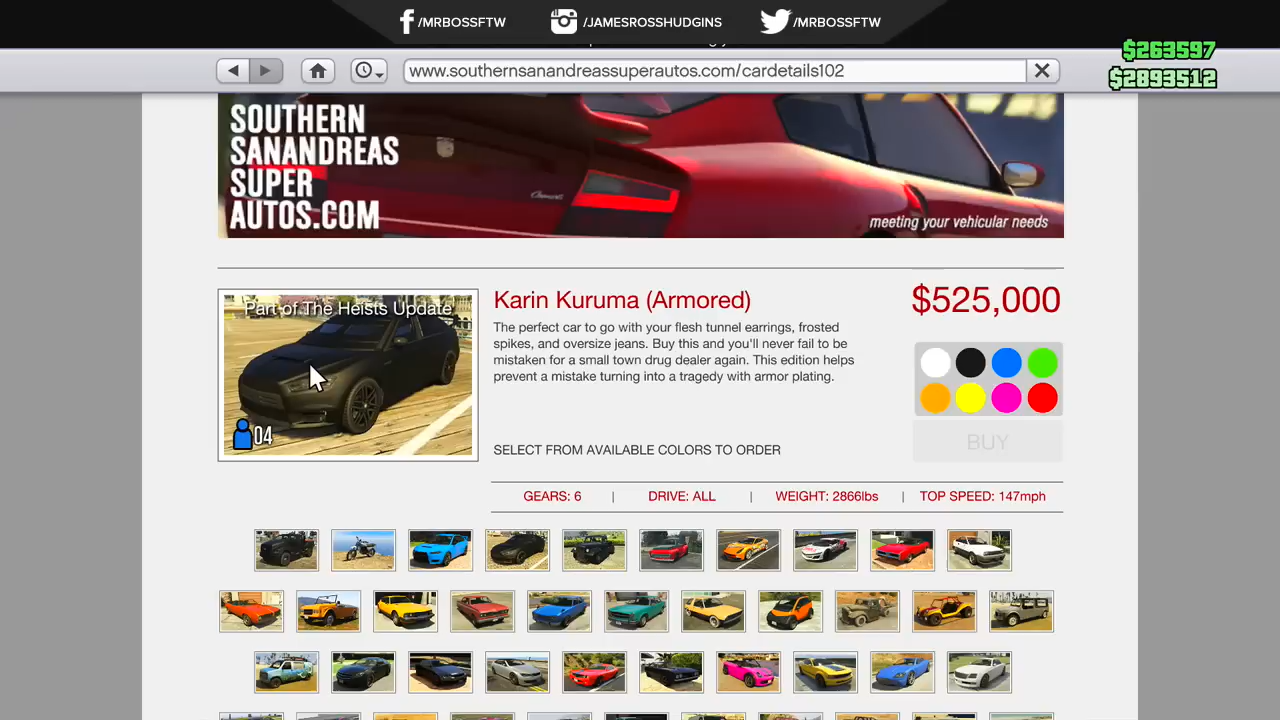 /MRBOSSFTW
/JAMESROSSHUDGINS
/MRBOSSFTW
$263597
$2893512
www.southernsanandreassuperautos.com/cardetails102
SOUTHERN
SANANDREAS
SUPER
AUTOS.COM
meeting your vehicular needs
Part of The Heists Update
04
Karin Kuruma (Armored)
$525,000
The perfect car to go with your flesh tunnel earrings, frosted
spikes, and oversize jeans. Buy this and you'll never fail to be
mistaken for a small town drug dealer again. This edition helps
prevent a mistake turning into a tragedy with armor plating.
SELECT FROM AVAILABLE COLORS TO ORDER
BUY
GEARS: 6 | DRIVE: ALL | WEIGHT: 2866lbs | TOP SPEED: 147mph